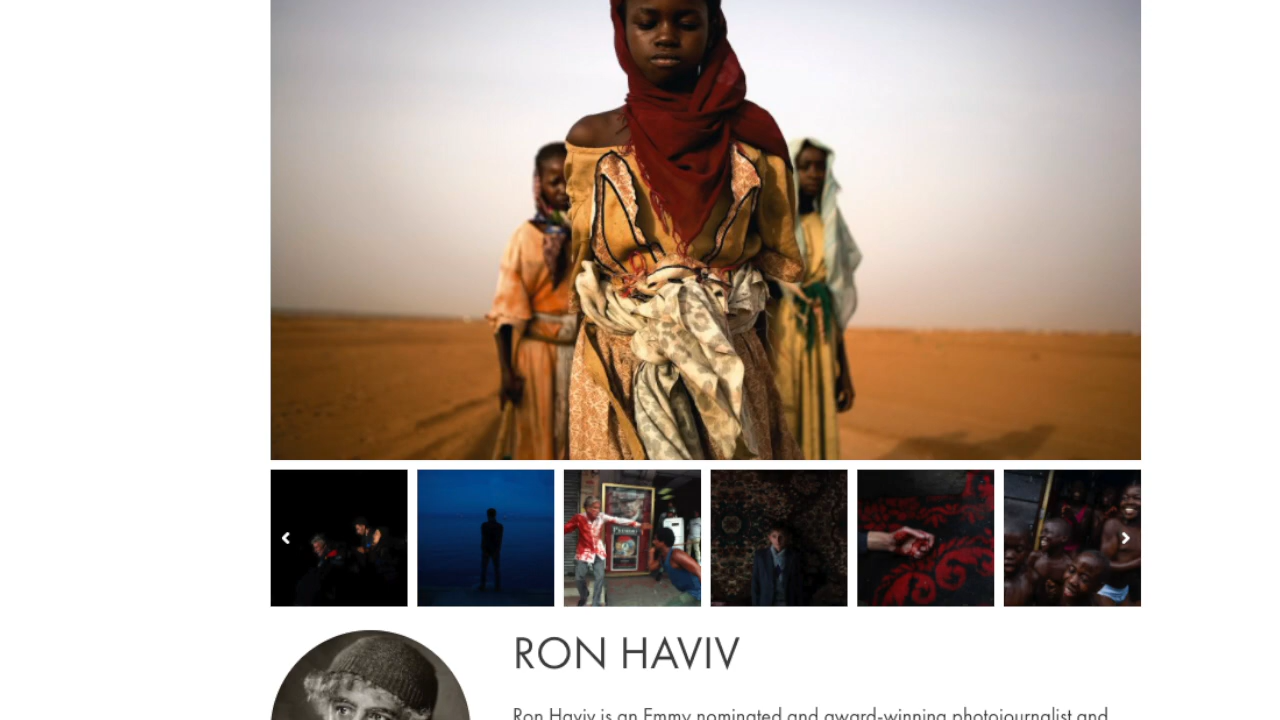 RON HAVIV
Ron Haviv is an Emmy nominated and award-winning photojournalist and